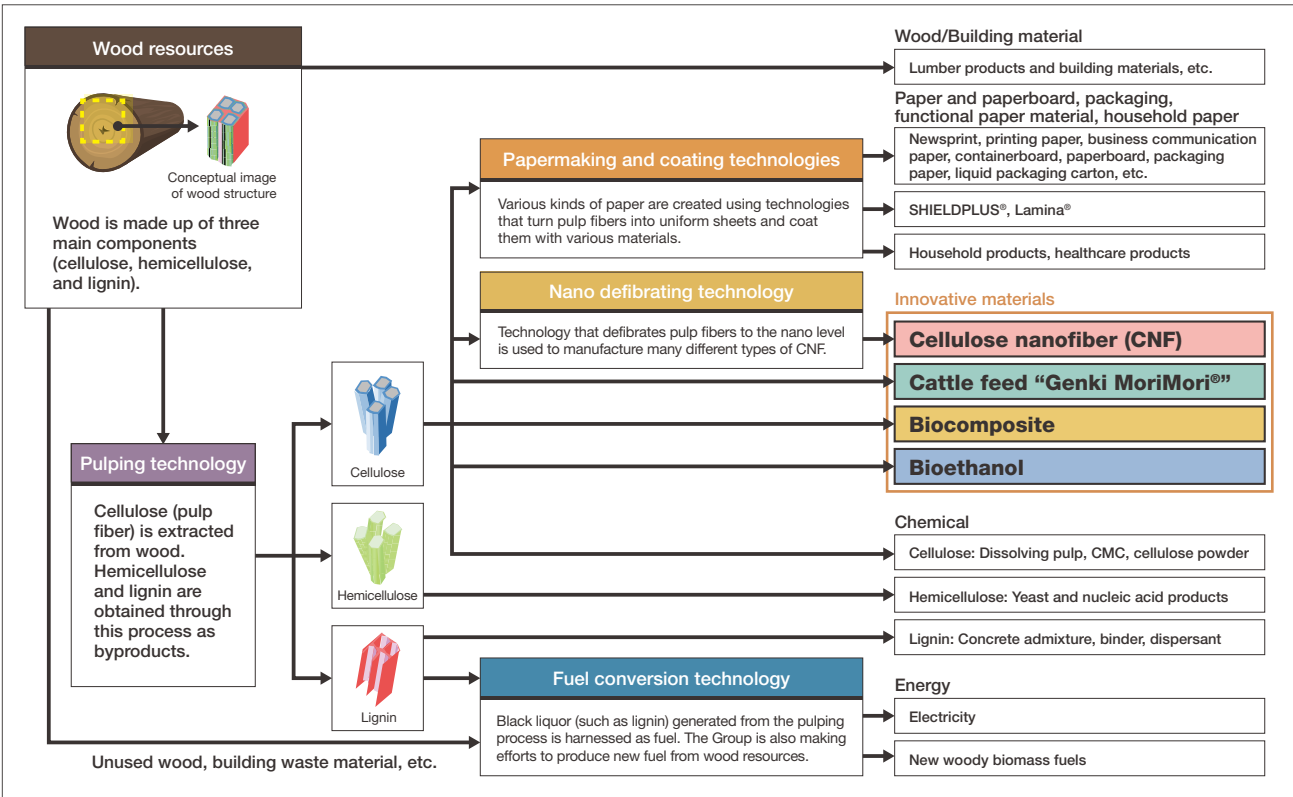 Wood resources
Conceptual image
of wood structure
Wood is made up of three
main components
(cellulose, hemicellulose,
and lignin).
Pulping technology
Cellulose (pulp
fiber) is extracted
from wood.
Hemicellulose
and lignin are
obtained through
this process as
byproducts.
Unused wood, building waste material, etc.
Cellulose
Hemicellulose
Lignin
Papermaking and coating technologies
Various kinds of paper are created using technologies
that turn pulp fibers into uniform sheets and coat
them with various materials.
Nano defibrating technology
Technology that defibrates pulp fibers to the nano level
is used to manufacture many different types of CNF.
Fuel conversion technology
Black liquor (such as lignin) generated from the pulping
process is harnessed as fuel. The Group is also making
efforts to produce new fuel from wood resources.
Wood/Building material
Lumber products and building materials, etc.
Paper and paperboard, packaging,
functional paper material, household paper
Newsprint, printing paper, business communication
paper, containerboard, paperboard, packaging
paper, liquid packaging carton, etc.
SHIELDPLUS®, Lamina®
Household products, healthcare products
Innovative materials
Cellulose nanofiber (CNF)
Cattle feed “Genki MoriMori®”
Biocomposite
Bioethanol
Chemical
Cellulose: Dissolving pulp, CMC, cellulose powder
Hemicellulose: Yeast and nucleic acid products
Lignin: Concrete admixture, binder, dispersant
Energy
Electricity
New woody biomass fuels